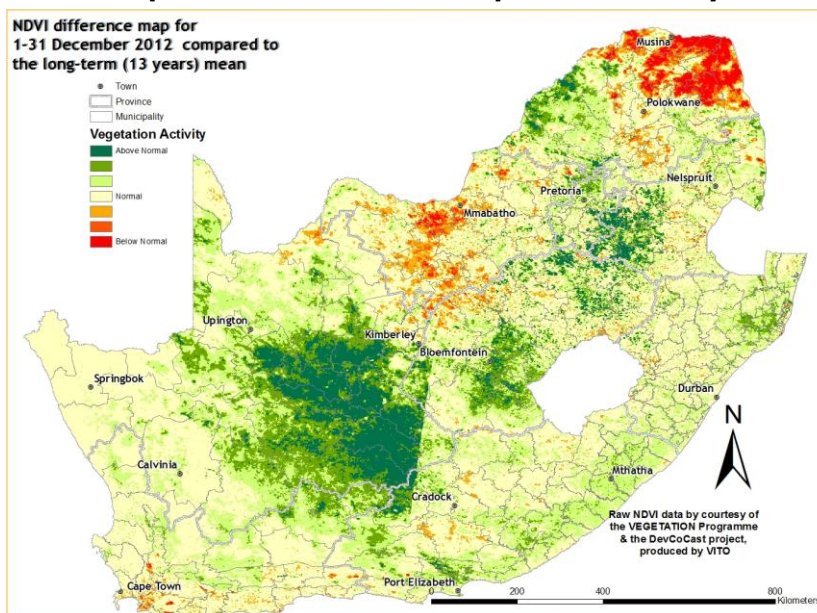 NDVI difference map for
1-31 December 2012 compared to
the long-term (13 years) mean
Town
Province
Municipality
Vegetation Activity
Above Normal
Normal
Below Normal
Musina
Polokwane
Nelspruit
Pretoria
Mmabatho
Upington
Kimberley
Bloemfontein
Springbok
Durban
N
Calvinia
Mthatha
Cradock
Raw NDVI data by courtesy of
the VEGETATION Programme
& the DevCoCast project,
produced by VITO
Cape Town
Port Elizabeth
0 200 400 600 800
Kilometers